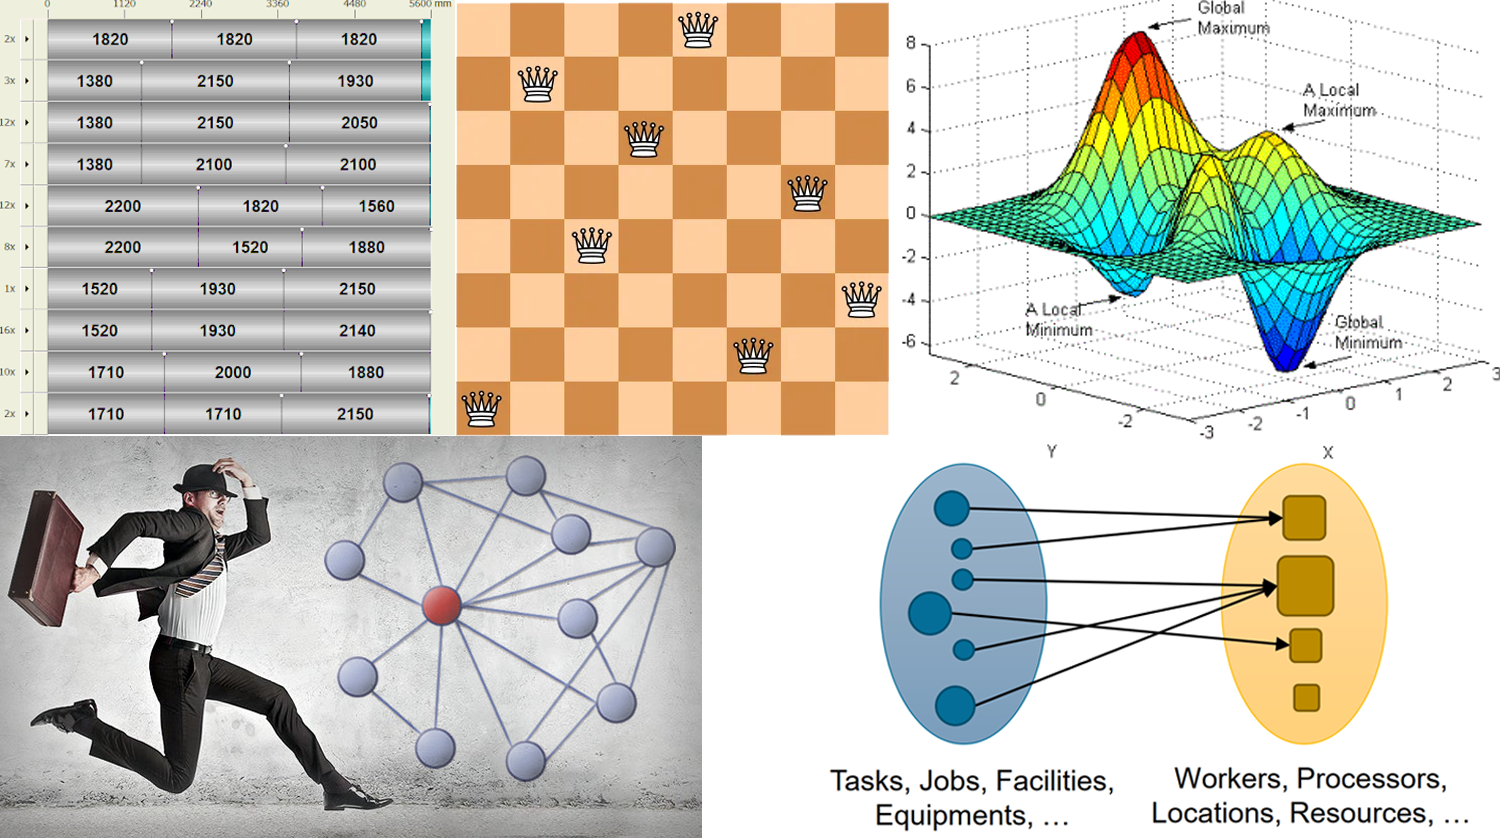 0 1120 2240 3360 4480 5600 mm
2x 1820 1820 1820
3x 1380 2150 1930
12x 1380 2150 2050
7x 1380 2100 2100
12x 2200 1820 1560
8x 2200 1520 1880
1x 1520 1930 2150
16x 1520 1930 2140
10x 1710 2000 1880
2x 1710 1710 2150
Global
Maximum
A Local
Maximum
A Local
Minimum
Global
Minimum
8
6
4
2
0
-2
-4
-6
2
0
-2
-3
-2
-1
0
1
2
3
Y
X
Tasks, Jobs, Facilities,
Equipments, …
Workers, Processors,
Locations, Resources, …